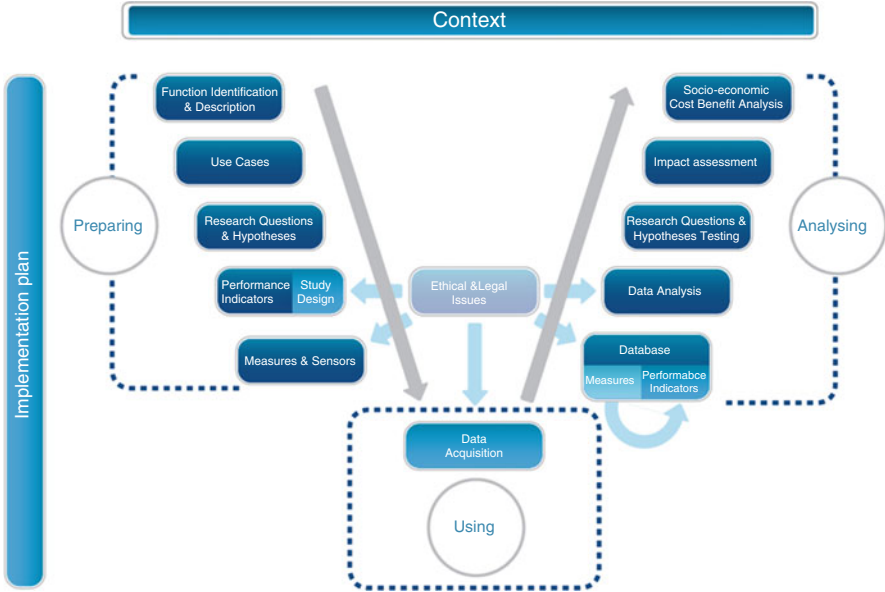 Context
Implementation plan
Preparing
Function Identification
& Description
Use Cases
Research Questions
& Hypotheses
Performance
Indicators
Study
Design
Measures & Sensors
Ethical &Legal
Issues
Data
Acquisition
Using
Socio-economic
Cost Benefit Analysis
Impact assessment
Research Questions &
Hypotheses Testing
Data Analysis
Database
Measures
Performabce
Indicators
Analysing